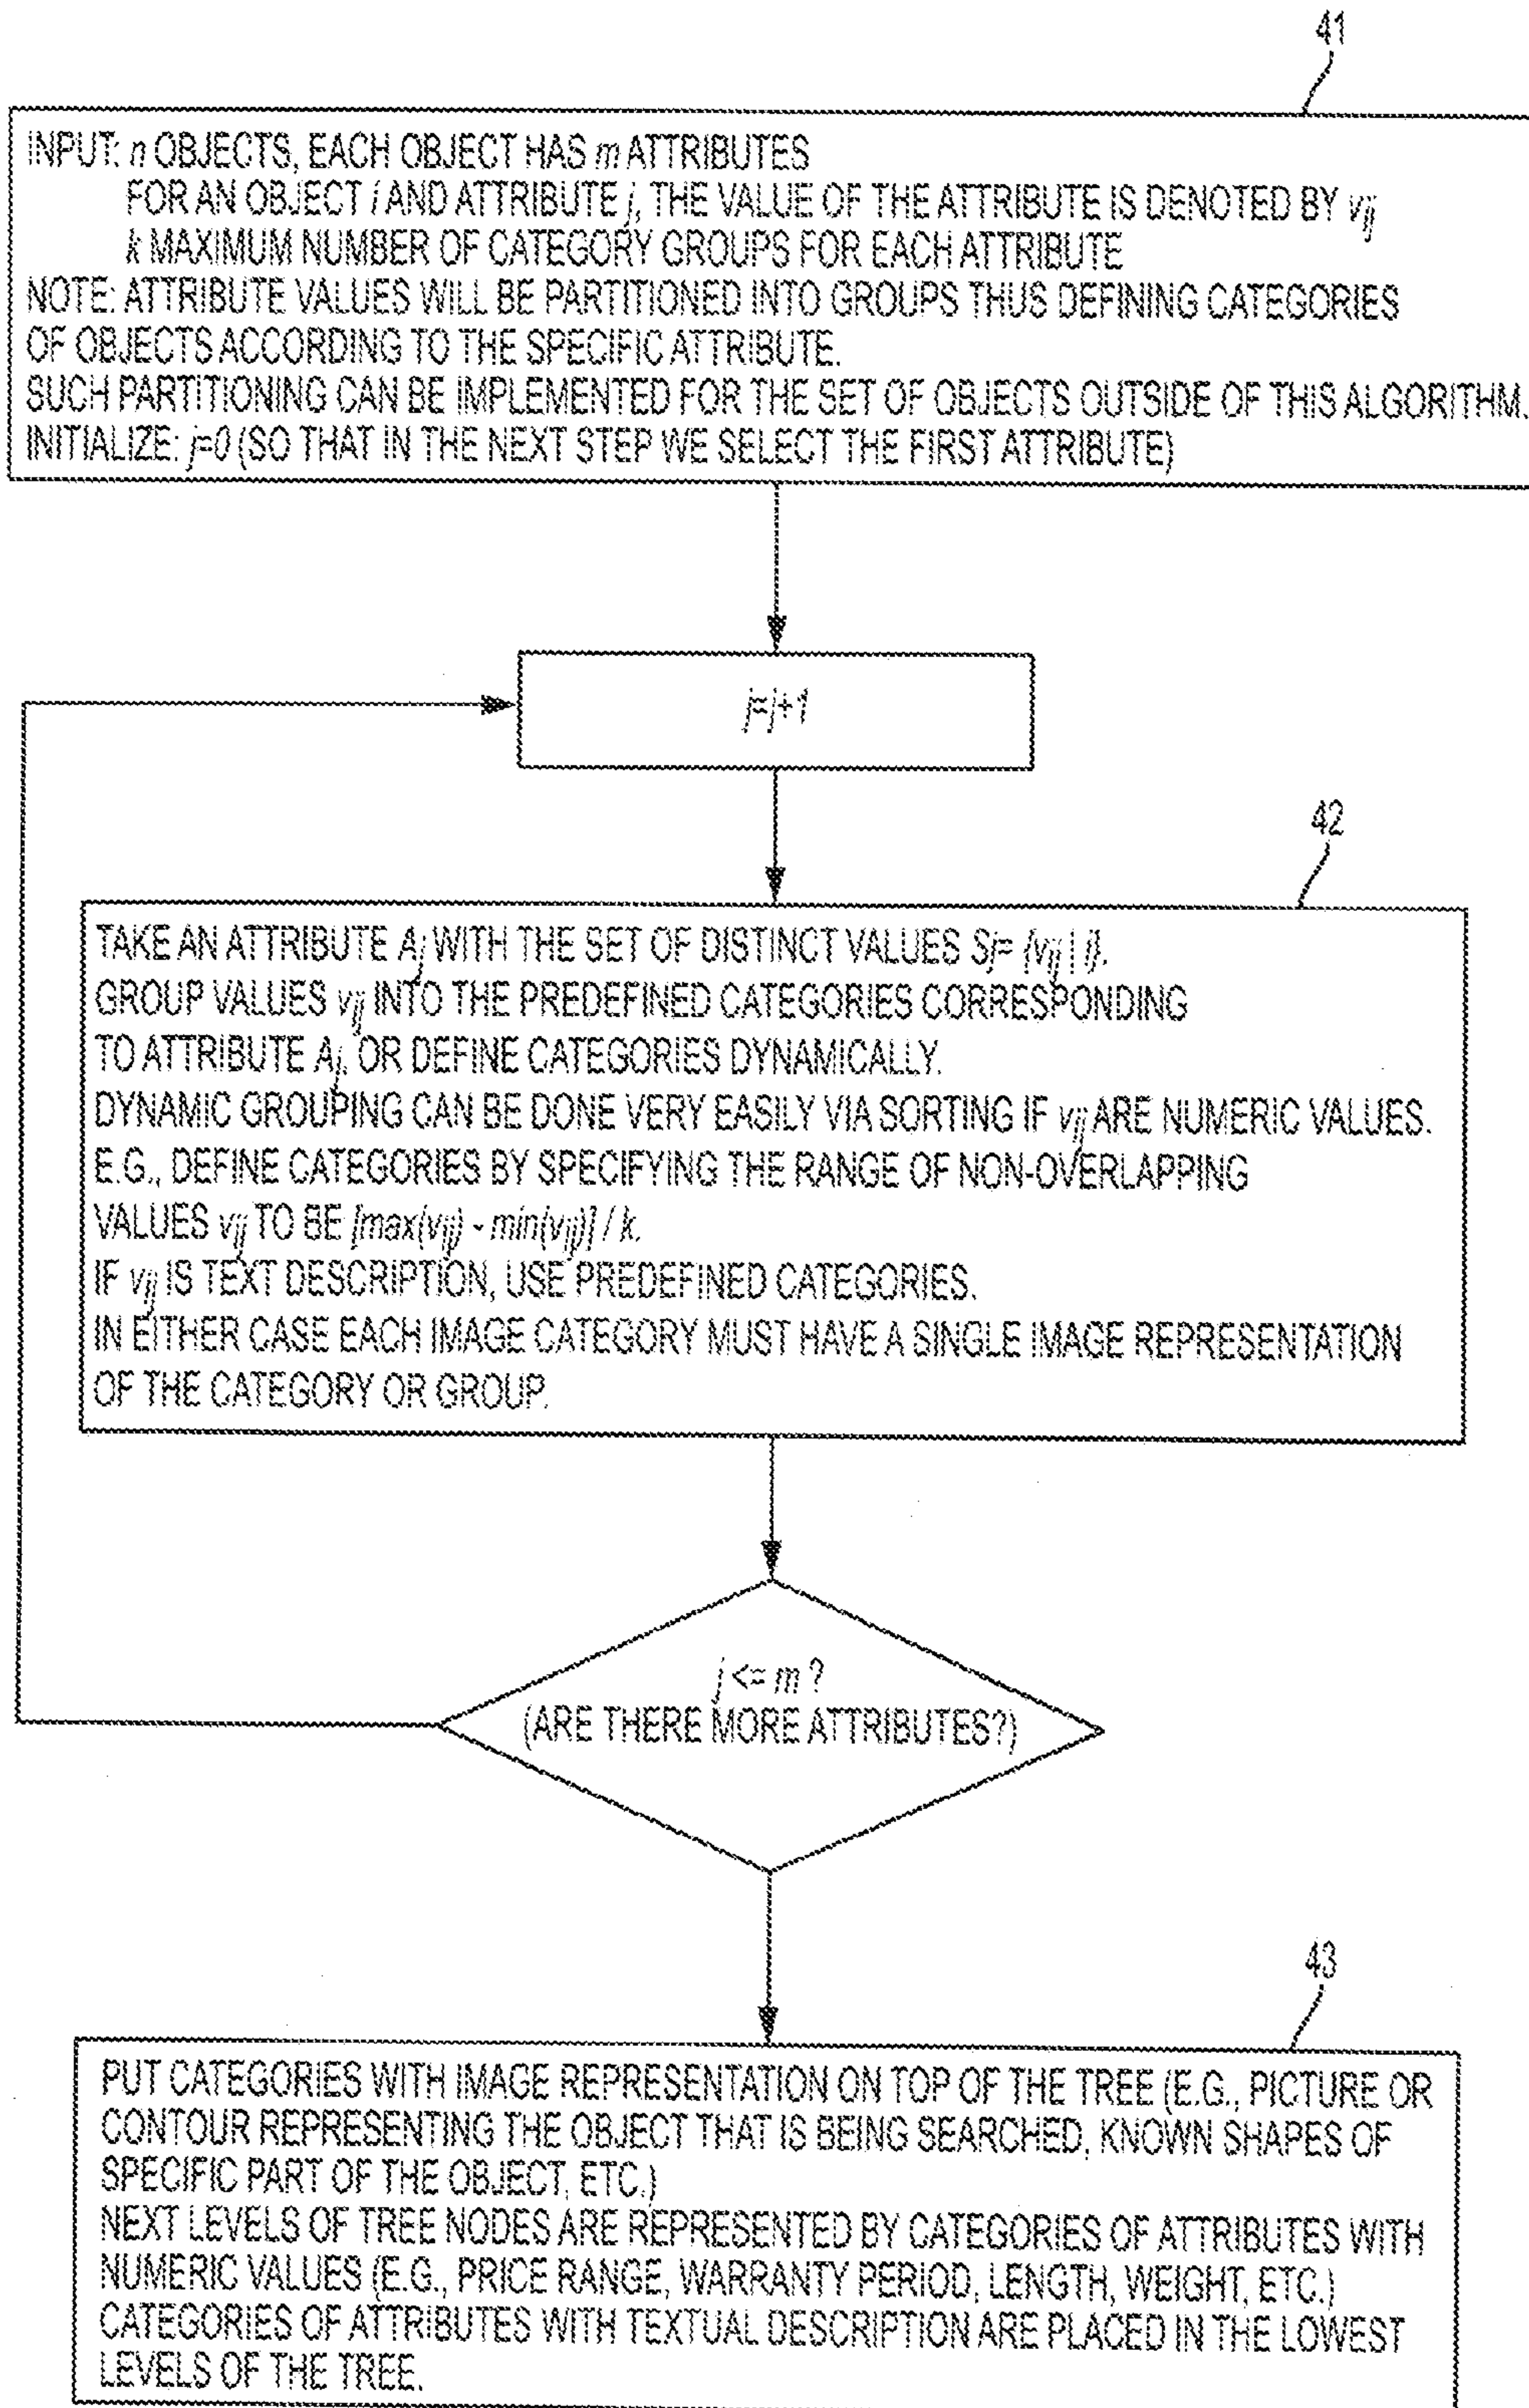 41
INPUT: n OBJECTS, EACH OBJECT HAS m ATTRIBUTES
FOR AN OBJECT i AND ATTRIBUTE j, THE VALUE OF THE ATTRIBUTE IS DENOTED BY vij
k MAXIMUM NUMBER OF CATEGORY GROUPS FOR EACH ATTRIBUTE
NOTE: ATTRIBUTE VALUES WILL BE PARTITIONED INTO GROUPS THUS DEFINING CATEGORIES
OF OBJECTS ACCORDING TO THE SPECIFIC ATTRIBUTE.
SUCH PARTITIONING CAN BE IMPLEMENTED FOR THE SET OF OBJECTS OUTSIDE OF THIS ALGORITHM.
INITIALIZE: j=0 (SO THAT IN THE NEXT STEP WE SELECT THE FIRST ATTRIBUTE)
j=j+1
42
TAKE AN ATTRIBUTE Aj WITH THE SET OF DISTINCT VALUES Sj= {vij | i}.
GROUP VALUES vij INTO THE PREDEFINED CATEGORIES CORRESPONDING
TO ATTRIBUTE Aj, OR DEFINE CATEGORIES DYNAMICALLY.
DYNAMIC GROUPING CAN BE DONE VERY EASILY VIA SORTING IF vij ARE NUMERIC VALUES.
E.G., DEFINE CATEGORIES BY SPECIFYING THE RANGE OF NON-OVERLAPPING
VALUES vij TO BE [max(vij) - min(vij)] / k.
IF vij IS TEXT DESCRIPTION, USE PREDEFINED CATEGORIES.
IN EITHER CASE EACH IMAGE CATEGORY MUST HAVE A SINGLE IMAGE REPRESENTATION
OF THE CATEGORY OR GROUP.
j <= m ?
(ARE THERE MORE ATTRIBUTES?)
43
PUT CATEGORIES WITH IMAGE REPRESENTATION ON TOP OF THE TREE (E.G., PICTURE OR
CONTOUR REPRESENTING THE OBJECT THAT IS BEING SEARCHED, KNOWN SHAPES OF
SPECIFIC PART OF THE OBJECT, ETC.)
NEXT LEVELS OF TREE NODES ARE REPRESENTED BY CATEGORIES OF ATTRIBUTES WITH
NUMERIC VALUES (E.G., PRICE RANGE, WARRANTY PERIOD, LENGTH, WEIGHT, ETC.)
CATEGORIES OF ATTRIBUTES WITH TEXTUAL DESCRIPTION ARE PLACED IN THE LOWEST
LEVELS OF THE TREE.